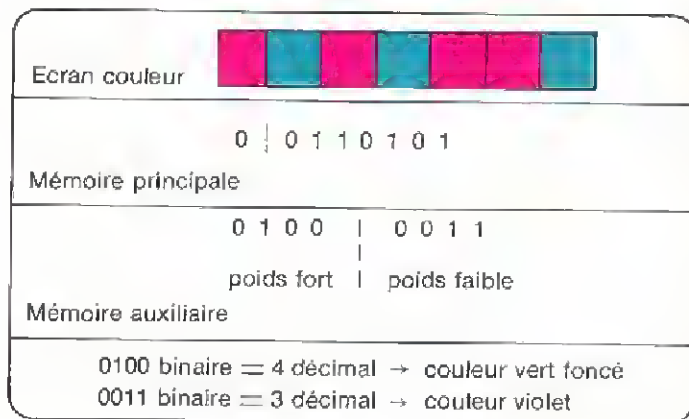 Ecran couleur
0 | 0 1 1 0 1 0 1
Mémoire principale
0 1 0 0 | 0 0 1 1
poids fort | poids faible
Mémoire auxiliaire
0100 binaire = 4 décimal → couleur vert foncé
0011 binaire = 3 décimal → couleur violet